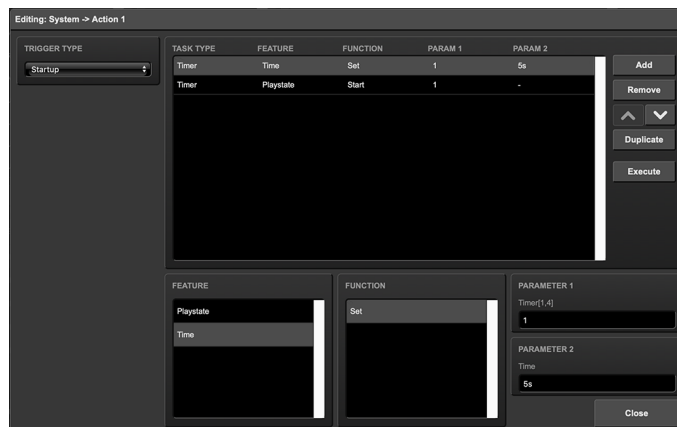 Editing: System -> Action 1
TRIGGER TYPE
Startup
TASK TYPE FEATURE FUNCTION PARAM 1 PARAM 2
Timer Time Set 1 5s
Timer Playstate Start 1 -
Add
Remove
Duplicate
Execute
FEATURE
Playstate
Time
FUNCTION
Set
PARAMETER 1
Timer[1,4]
1
PARAMETER 2
Time
5s
Close